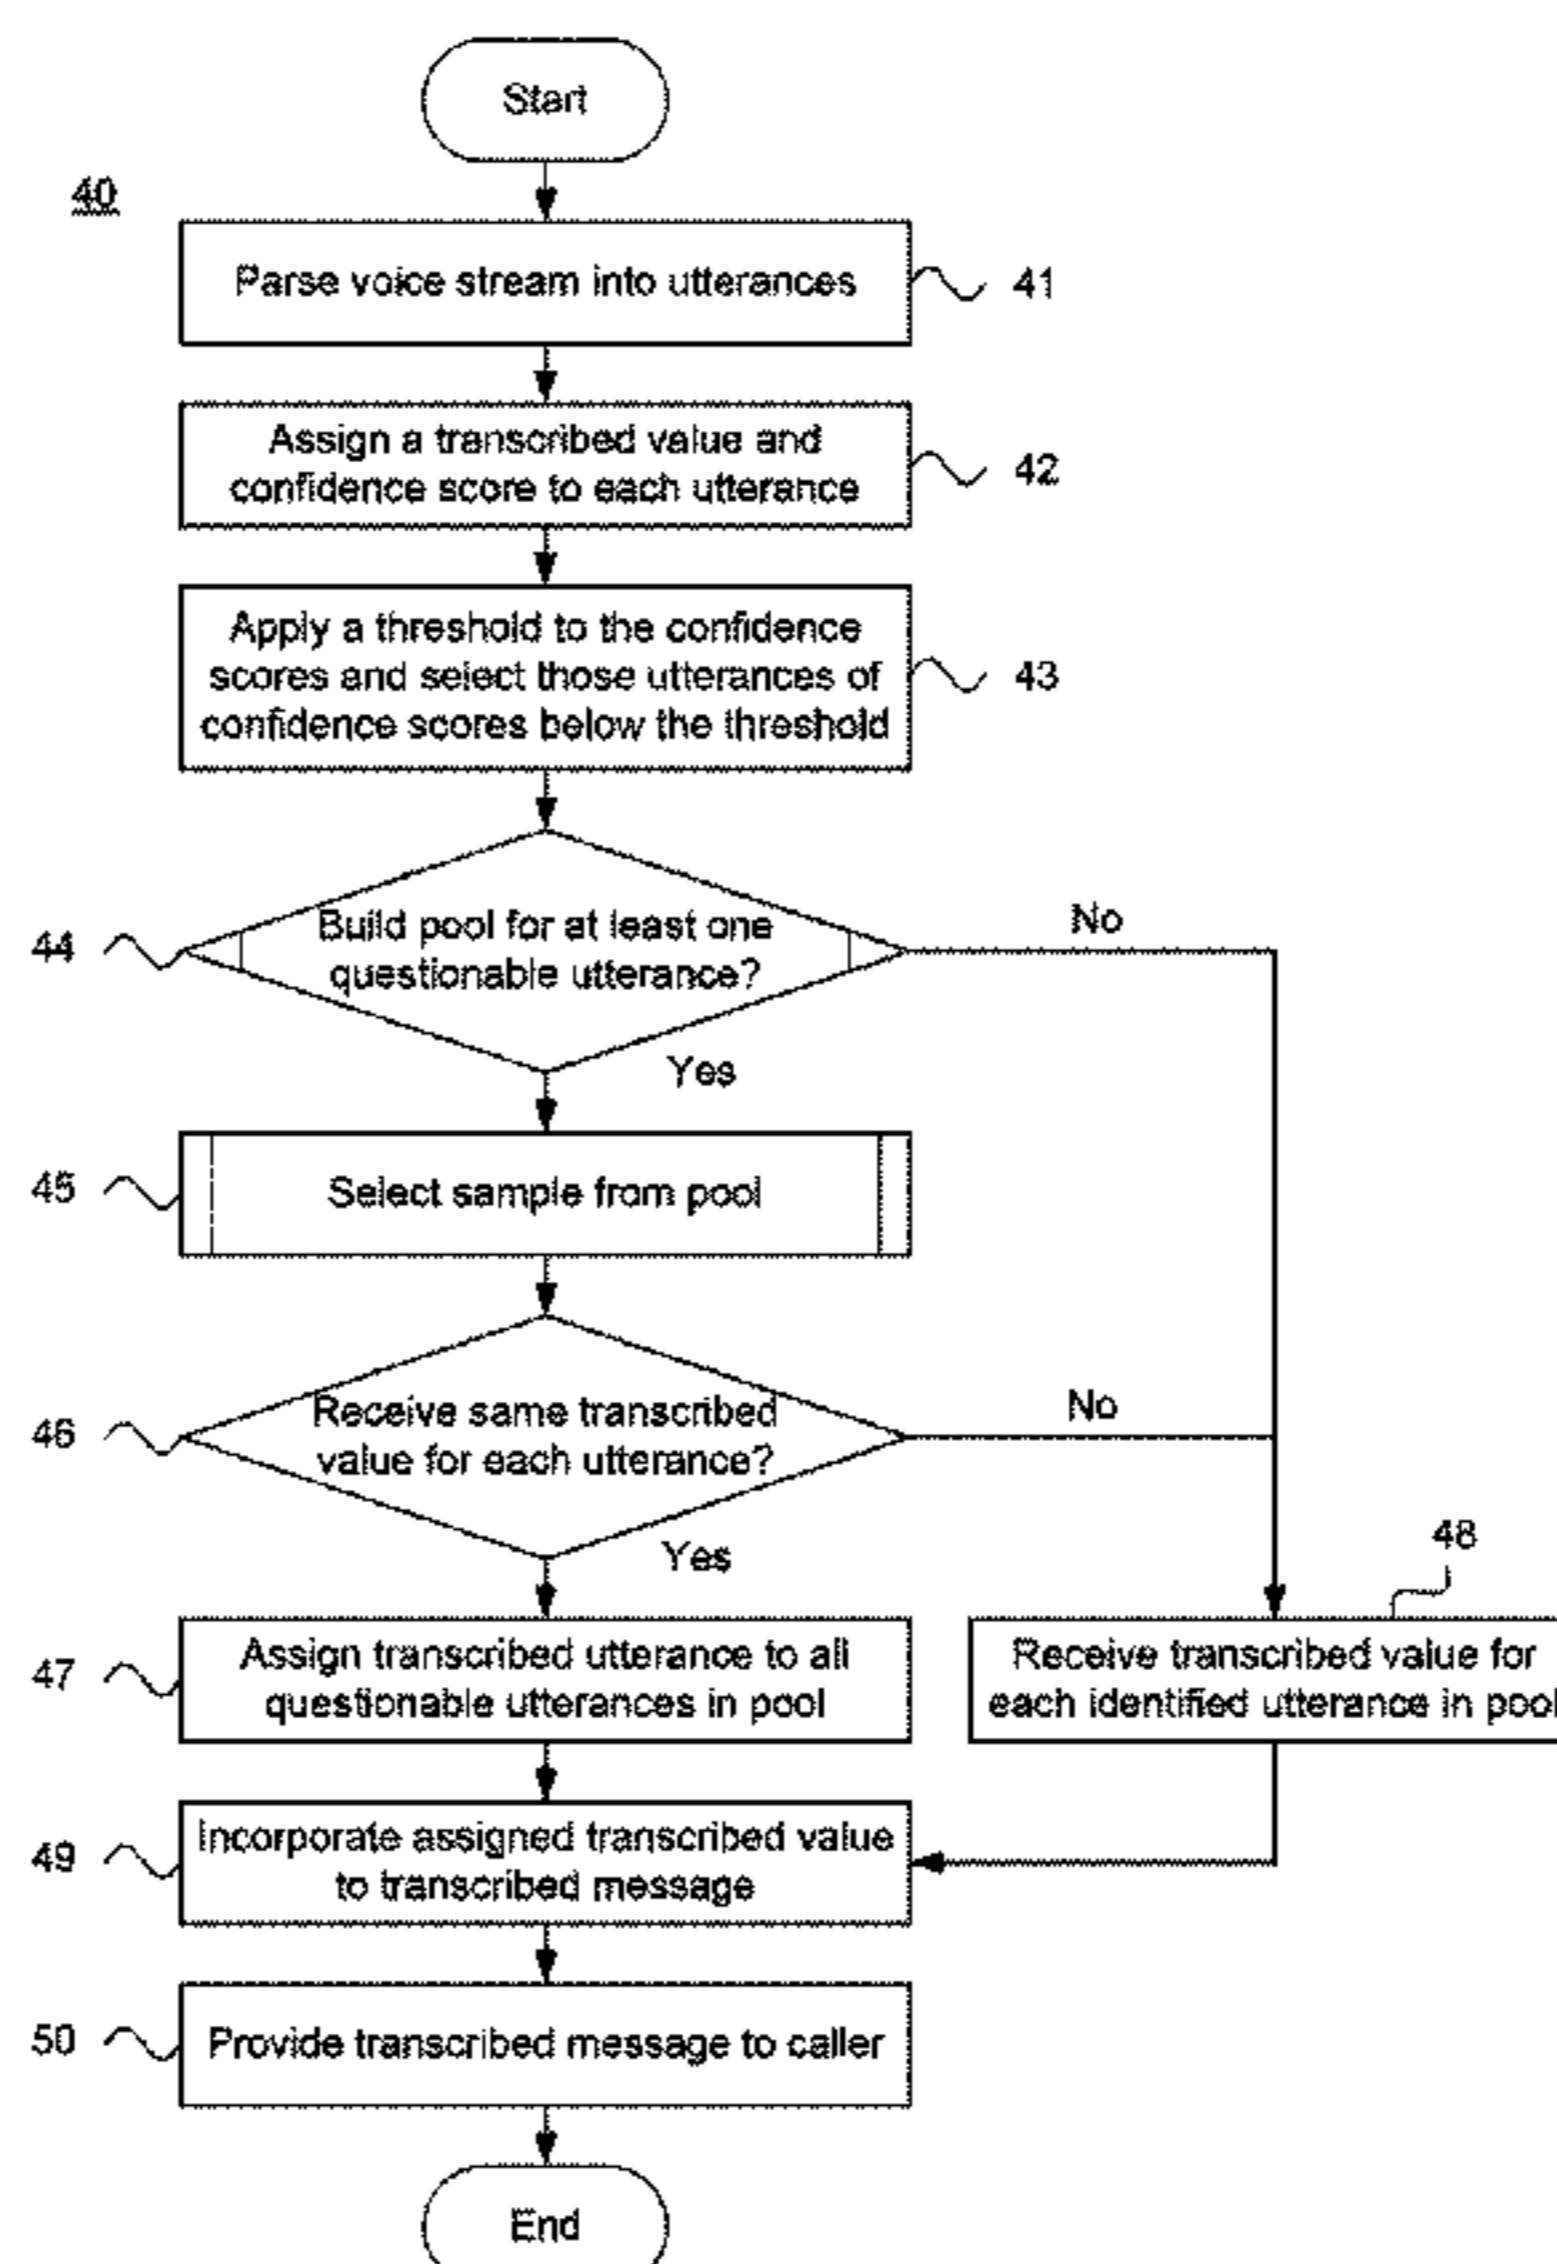 Start
40
Parse voice stream into utterances
41
Assign a transcribed value and
confidence score to each utterance
42
Apply a threshold to the confidence
scores and select those utterances of
confidence scores below the threshold
43
44
Build pool for at least one
questionable utterance?
No
Yes
45
Select sample from pool
46
Receive same transcribed
value for each utterance?
No
Yes
48
47
Assign transcribed utterance to all
questionable utterances in pool
Receive transcribed value for
each identified utterance in pool
49
Incorporate assigned transcribed value
to transcribed message
50
Provide transcribed message to caller
End